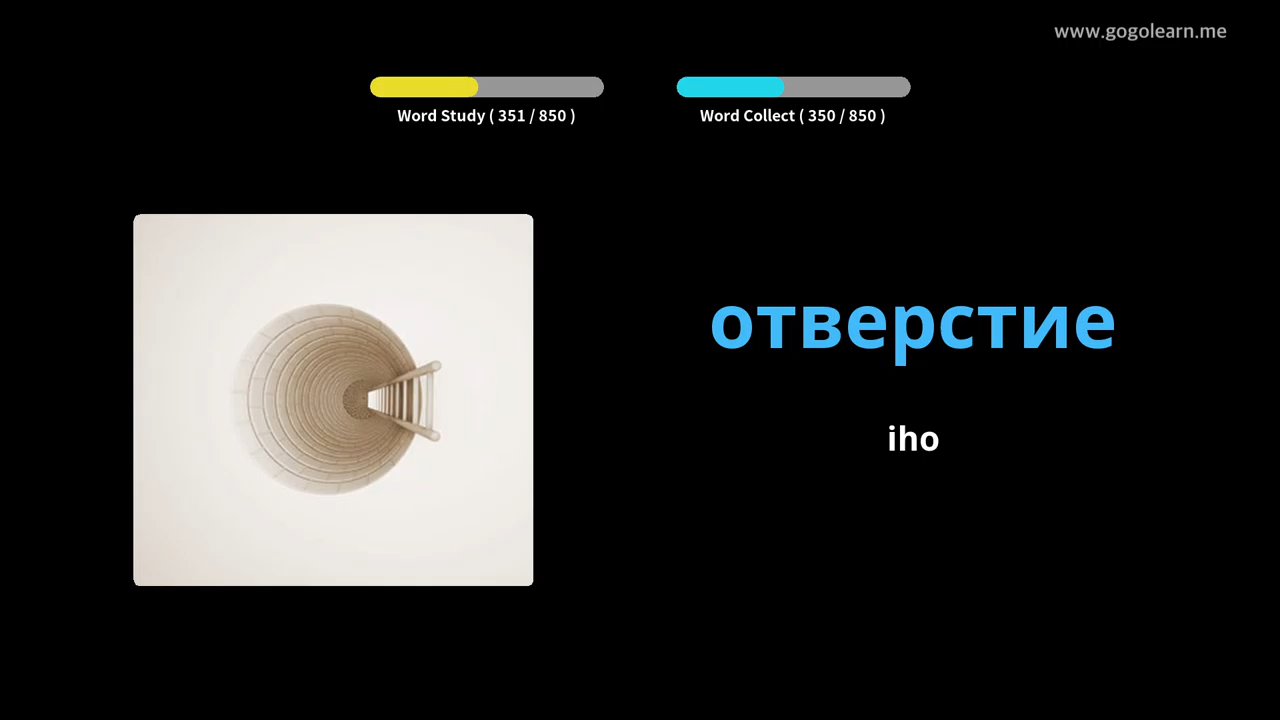 www.gogolearn.me
Word Study ( 351 / 850 )
Word Collect ( 350 / 850 )
отверстие
iho